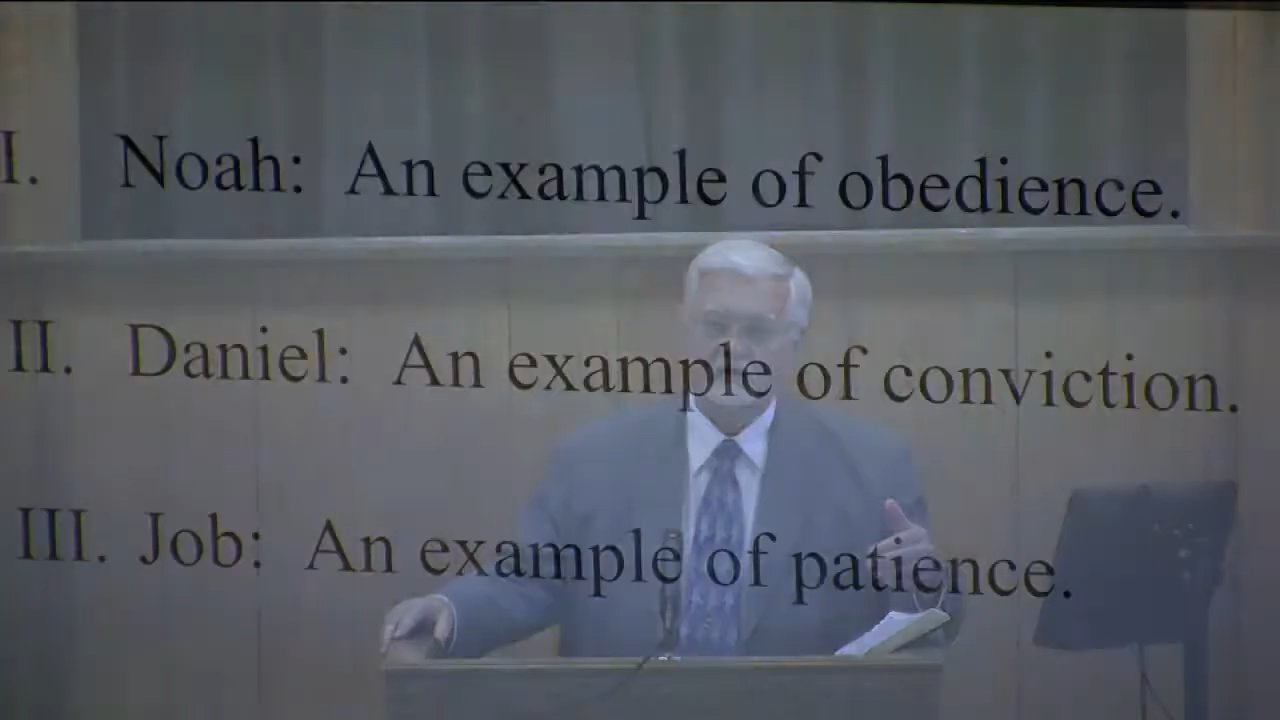 I. Noah: An example of obedience.
II. Daniel: An example of conviction.
III. Job: An example of patience.